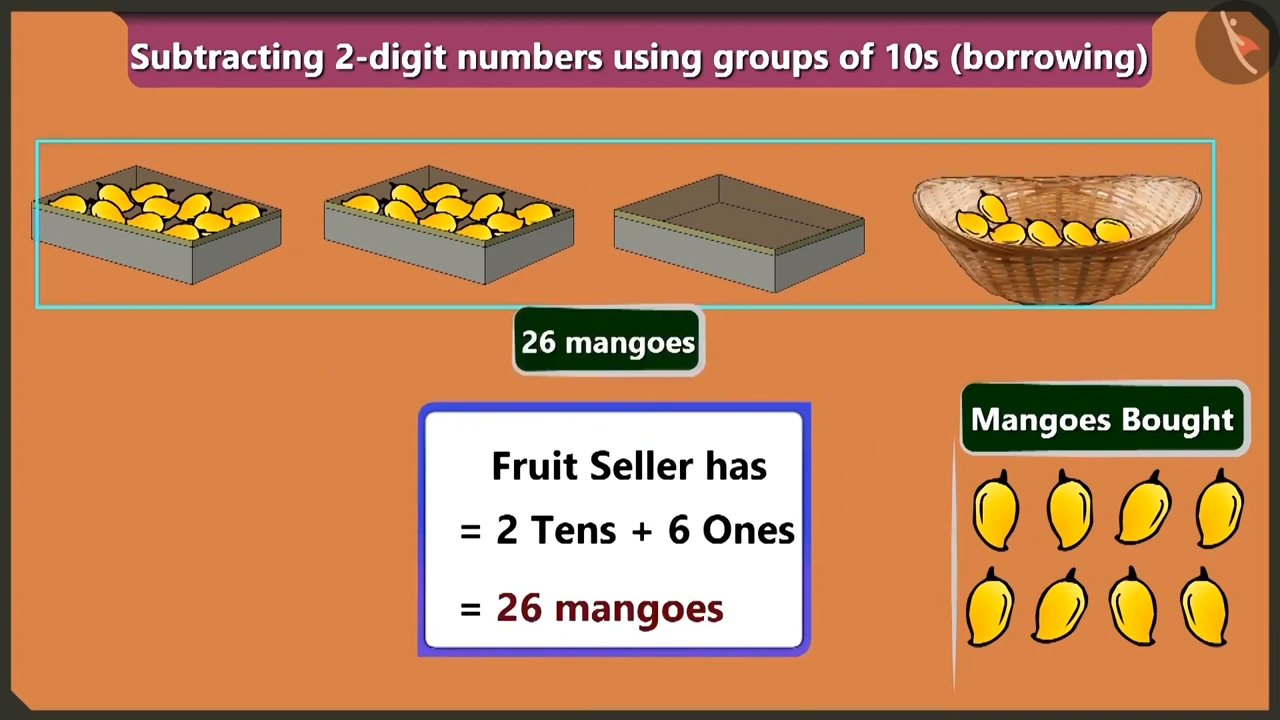 Subtracting 2-digit numbers using groups of 10s (borrowing)
26 mangoes
Mangoes Bought
Fruit Seller has
= 2 Tens + 6 Ones
= 26 mangoes